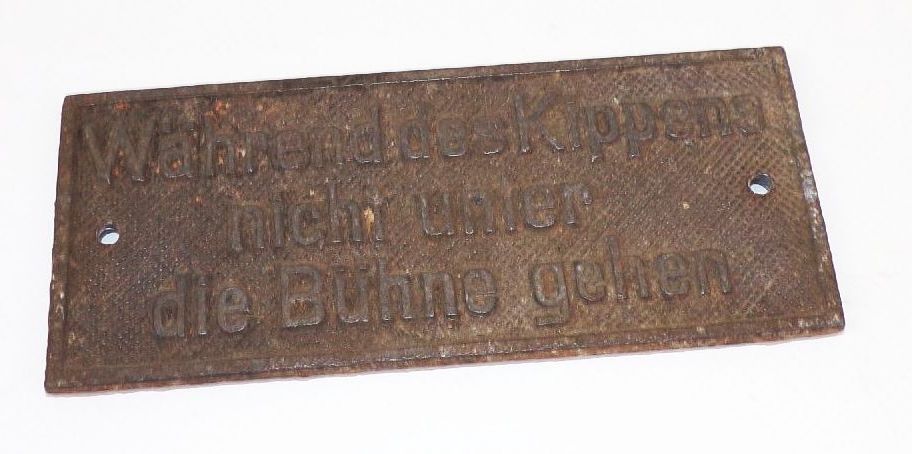 Während des Kippens
nicht unter
die Bühne gehen